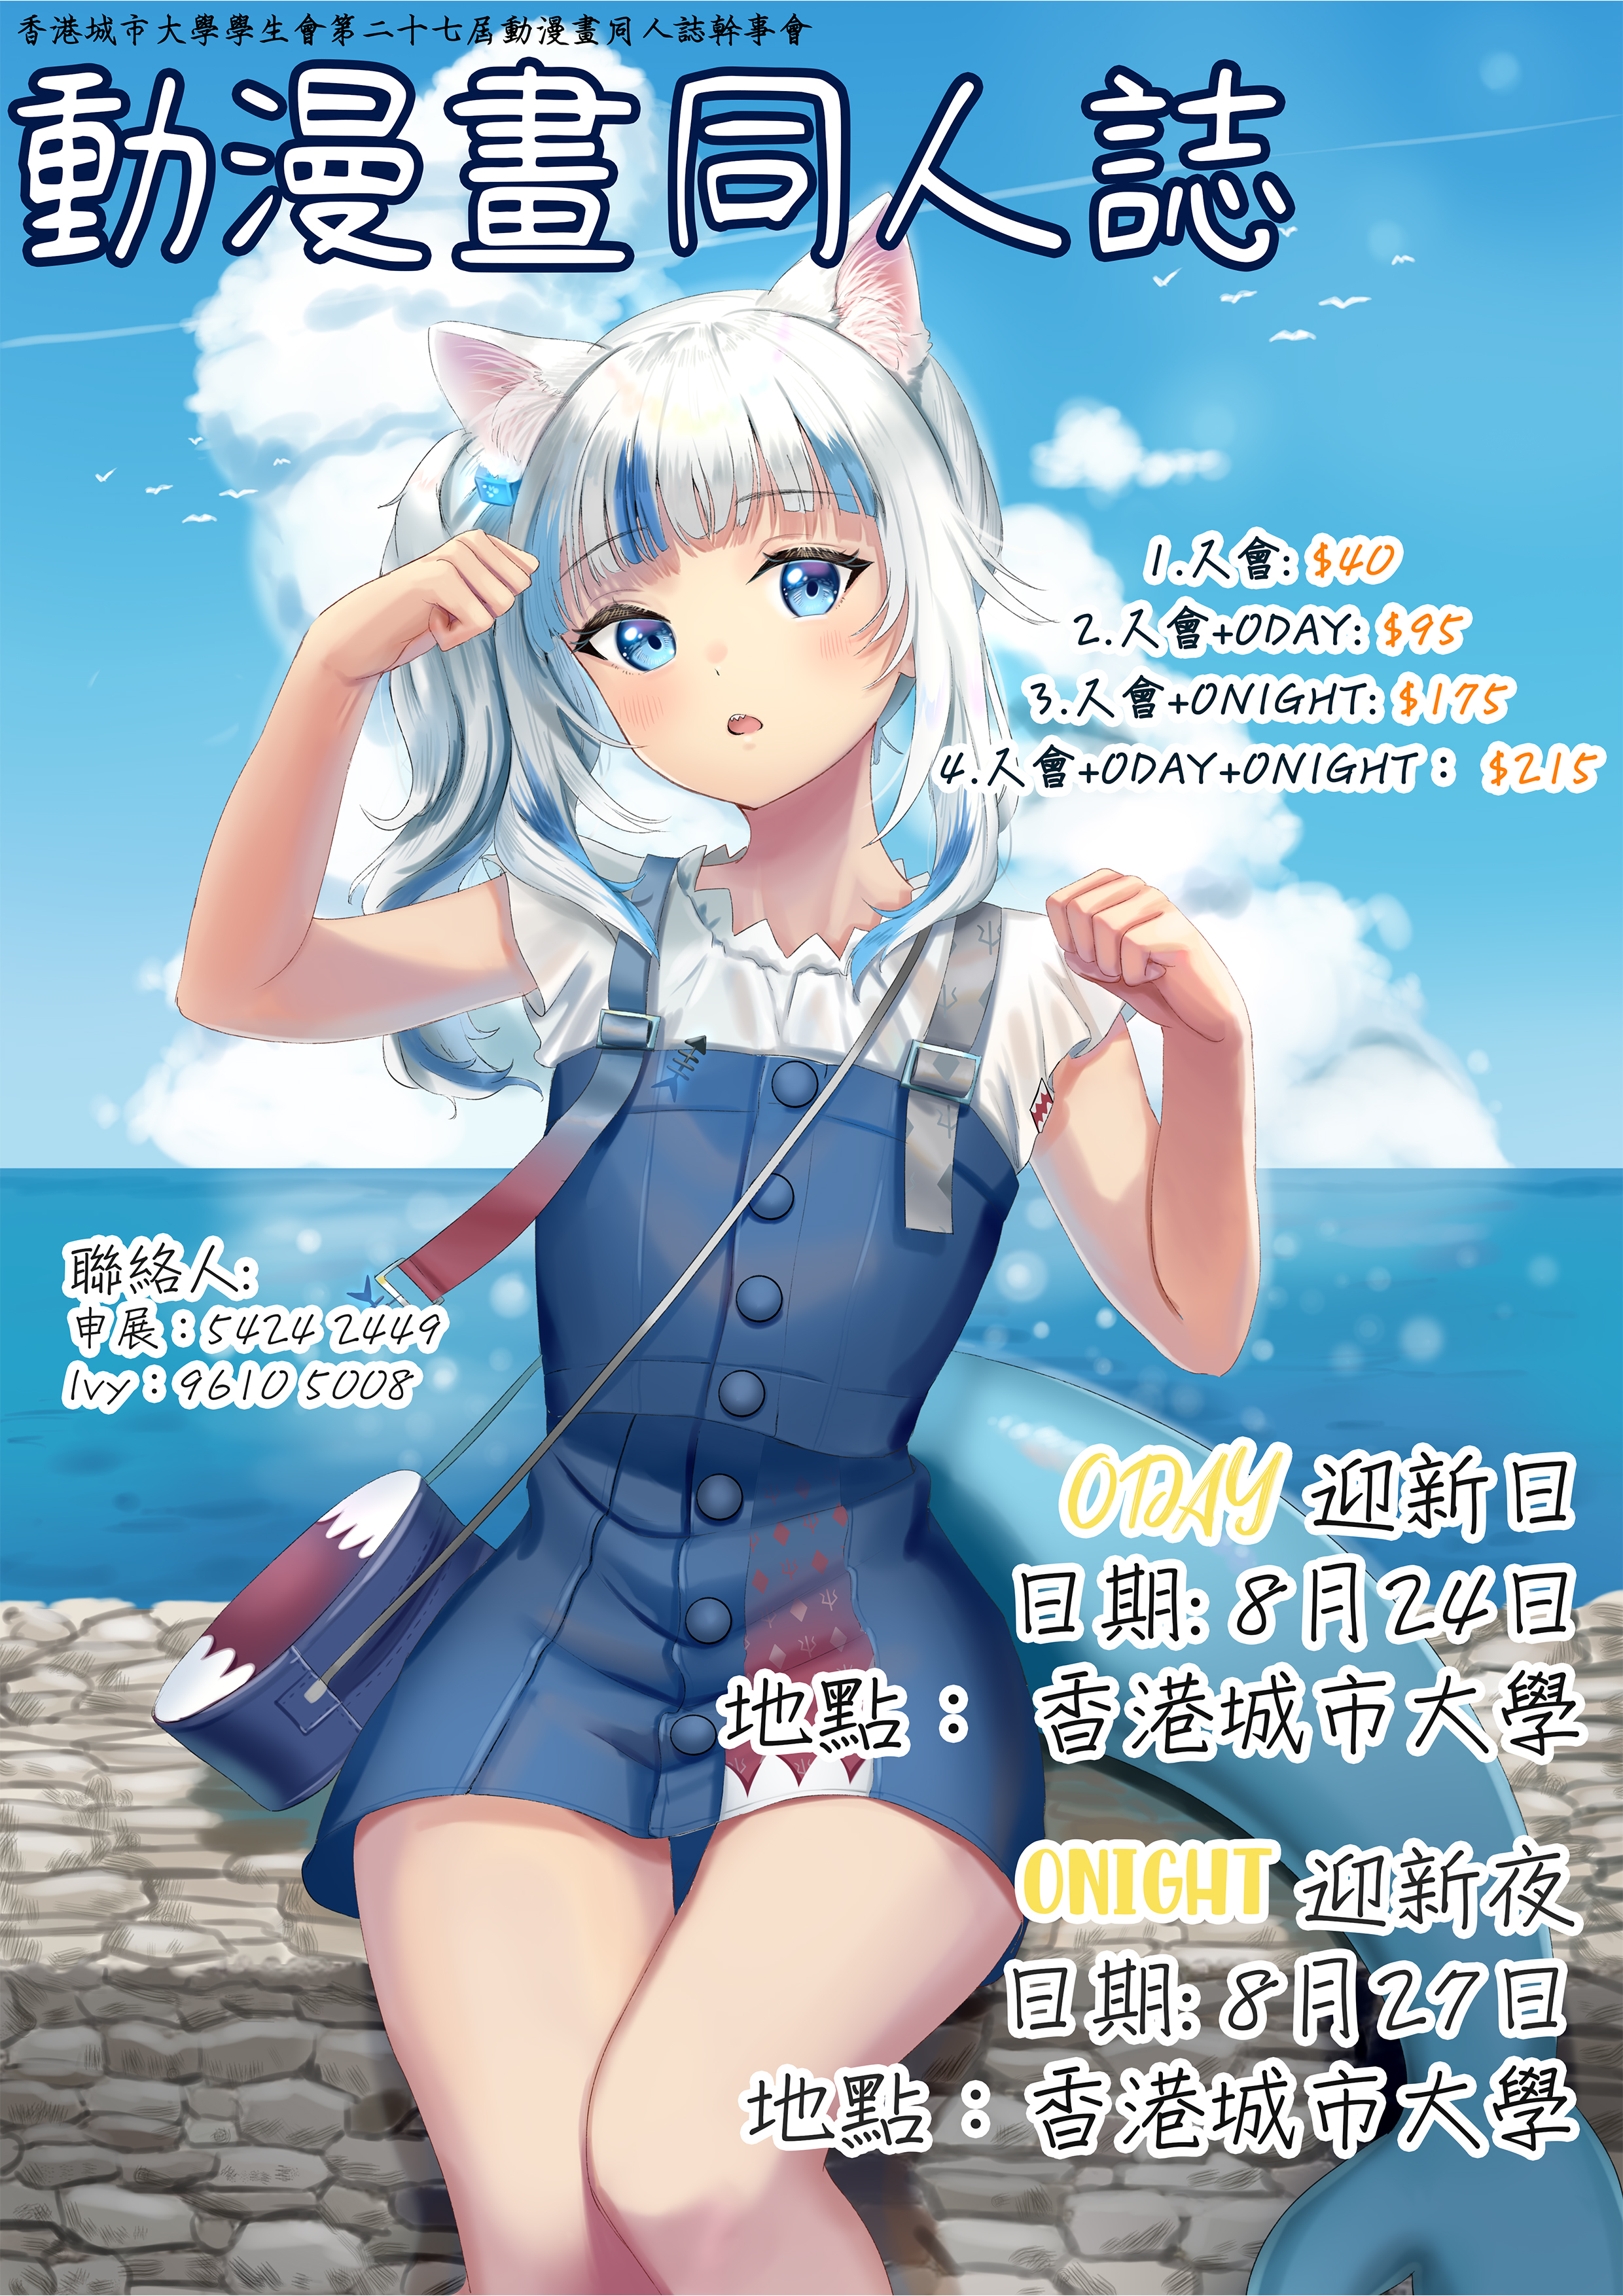 香港城市大學學生會第二十七屆動漫畫同人誌幹事會
動漫畫同人誌
1.入會: $40
2.入會+ODAY: $95
3.入會+ONIGHT: $175
4.入會+ODAY+ONIGHT： $215
聯絡人:
申展：5424 2449
Ivy：9610 5008
ODAY 迎新日
日期: 8月24日
地點： 香港城市大學
ONIGHT 迎新夜
日期: 8月27日
地點：香港城市大學